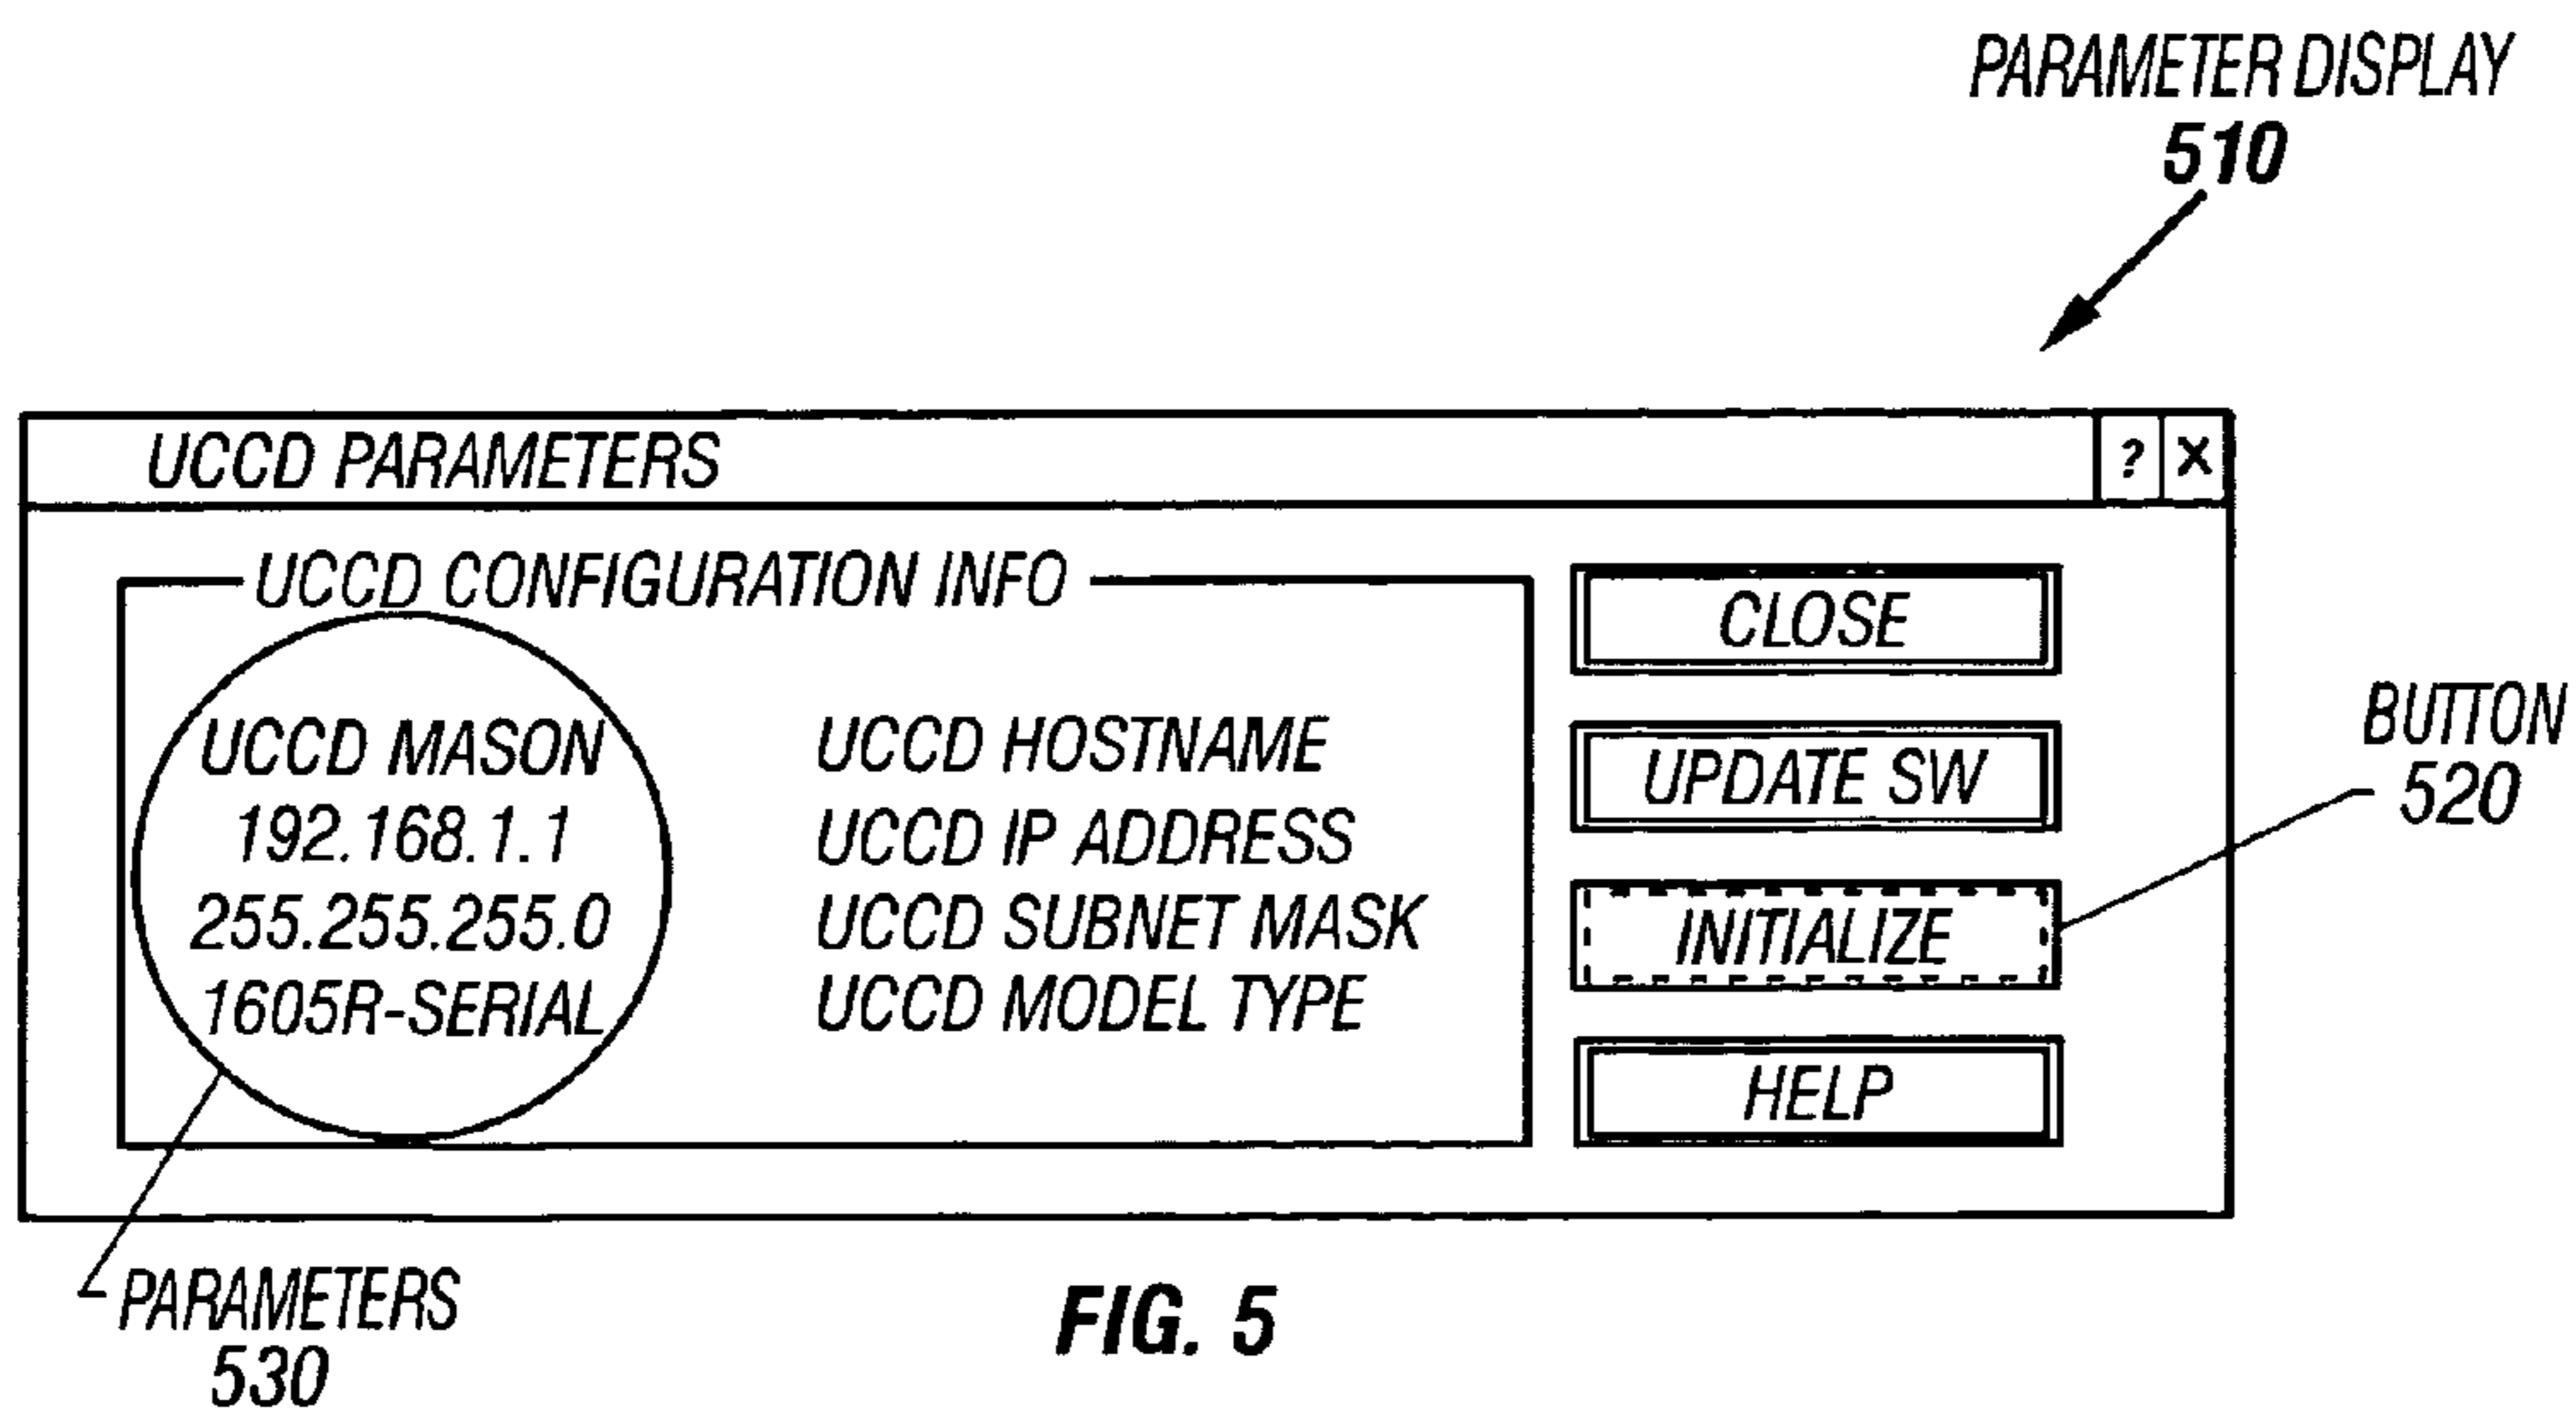 PARAMETER DISPLAY
510
UCCD PARAMETERS
? X
UCCD CONFIGURATION INFO
UCCD MASON UCCD HOSTNAME
192.168.1.1 UCCD IP ADDRESS
255.255.255.0 UCCD SUBNET MASK
1605R-SERIAL UCCD MODEL TYPE
CLOSE
UPDATE SW
INITIALIZE
HELP
BUTTON
520
PARAMETERS
530
FIG. 5